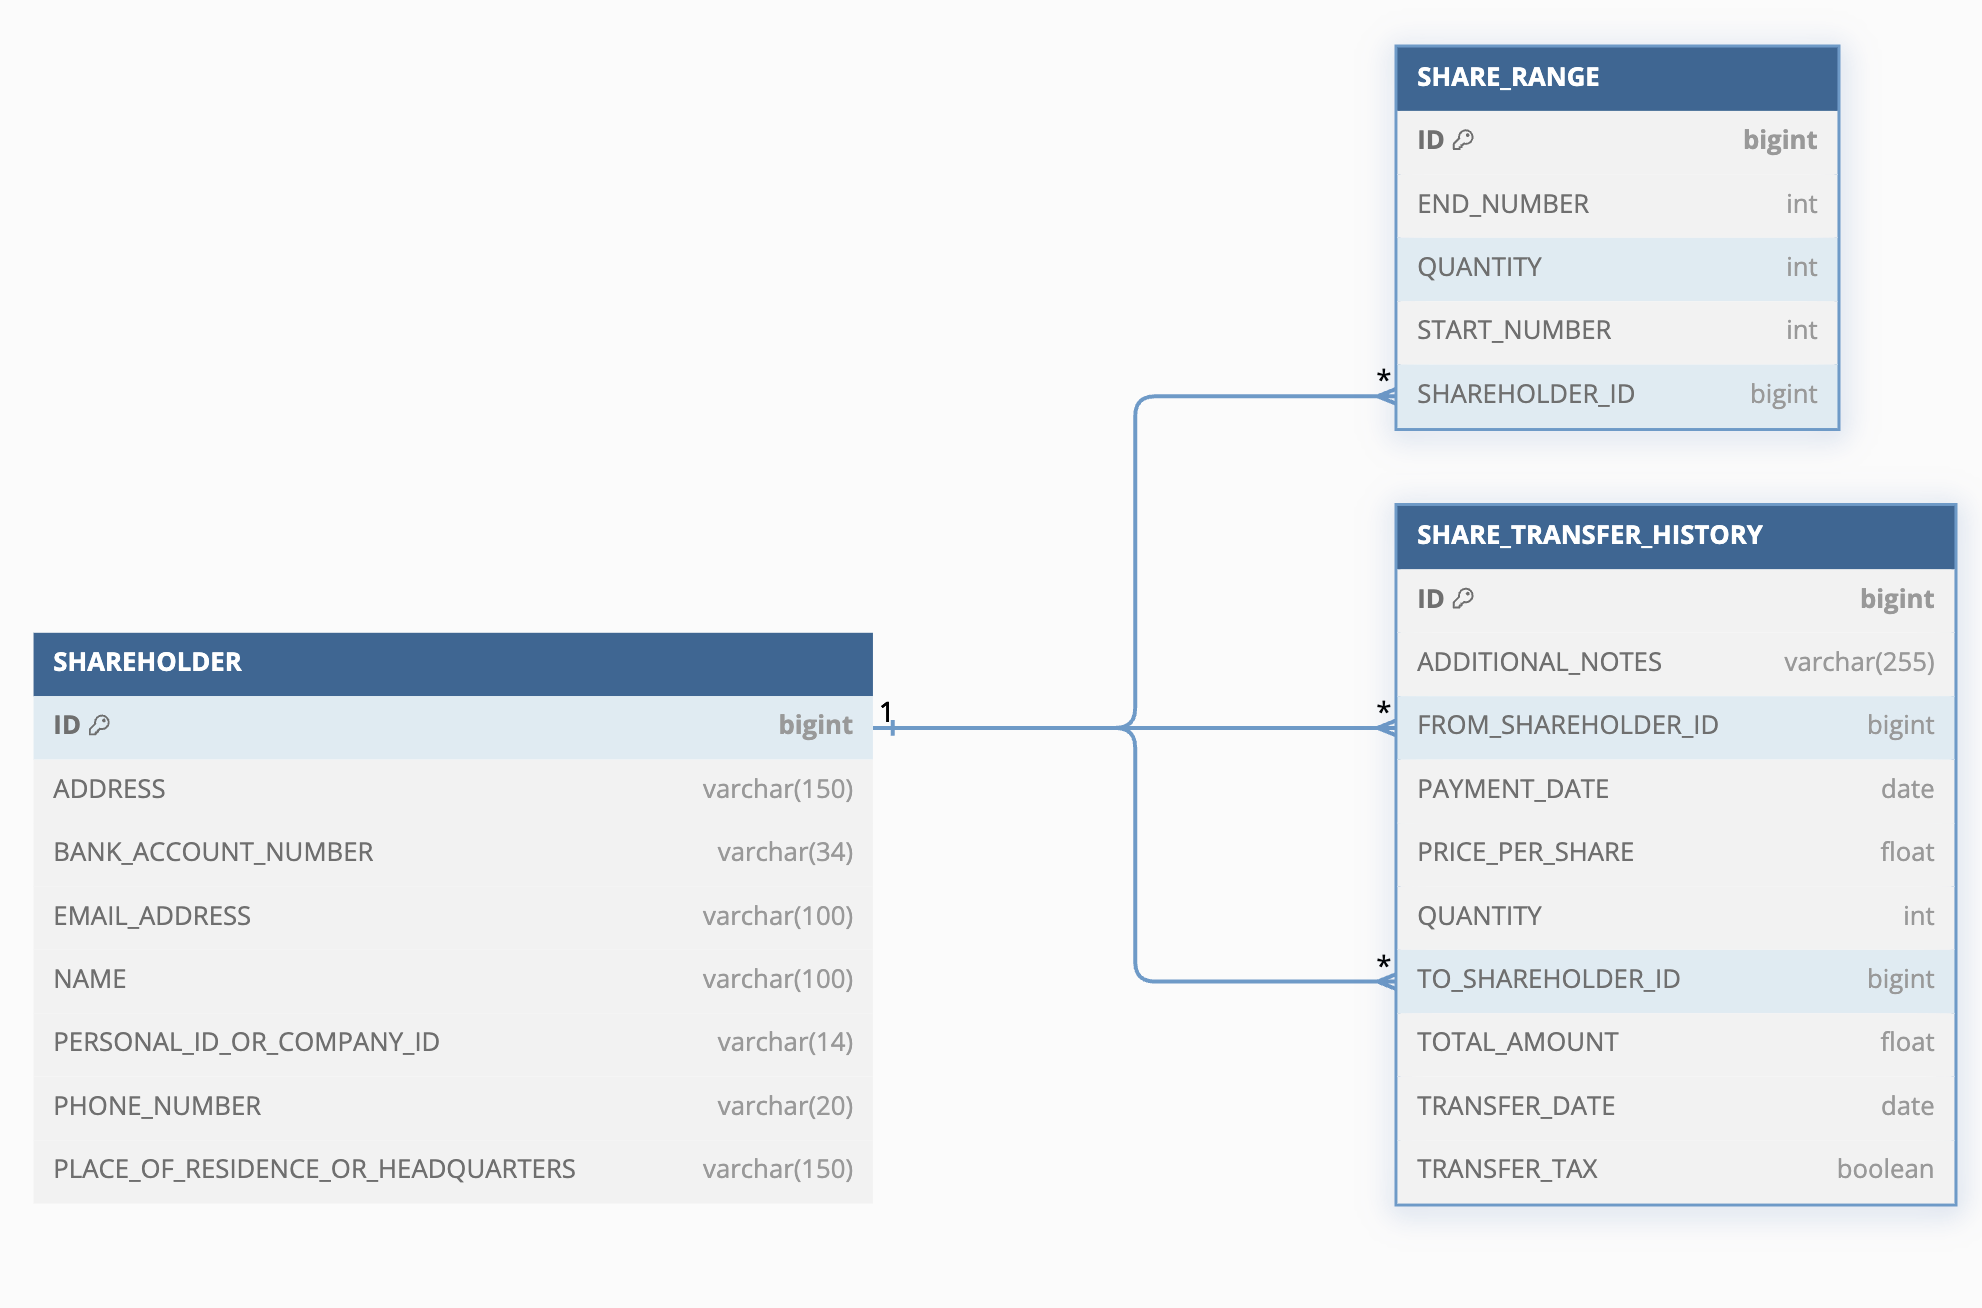 SHARE_RANGE
ID bigint
END_NUMBER int
QUANTITY int
START_NUMBER int
* SHAREHOLDER_ID bigint
SHARE_TRANSFER_HISTORY
ID bigint
ADDITIONAL_NOTES varchar(255)
* FROM_SHAREHOLDER_ID bigint
PAYMENT_DATE date
PRICE_PER_SHARE float
QUANTITY int
* TO_SHAREHOLDER_ID bigint
TOTAL_AMOUNT float
TRANSFER_DATE date
TRANSFER_TAX boolean
SHAREHOLDER
ID bigint 1
ADDRESS varchar(150)
BANK_ACCOUNT_NUMBER varchar(34)
EMAIL_ADDRESS varchar(100)
NAME varchar(100)
PERSONAL_ID_OR_COMPANY_ID varchar(14)
PHONE_NUMBER varchar(20)
PLACE_OF_RESIDENCE_OR_HEADQUARTERS varchar(150)